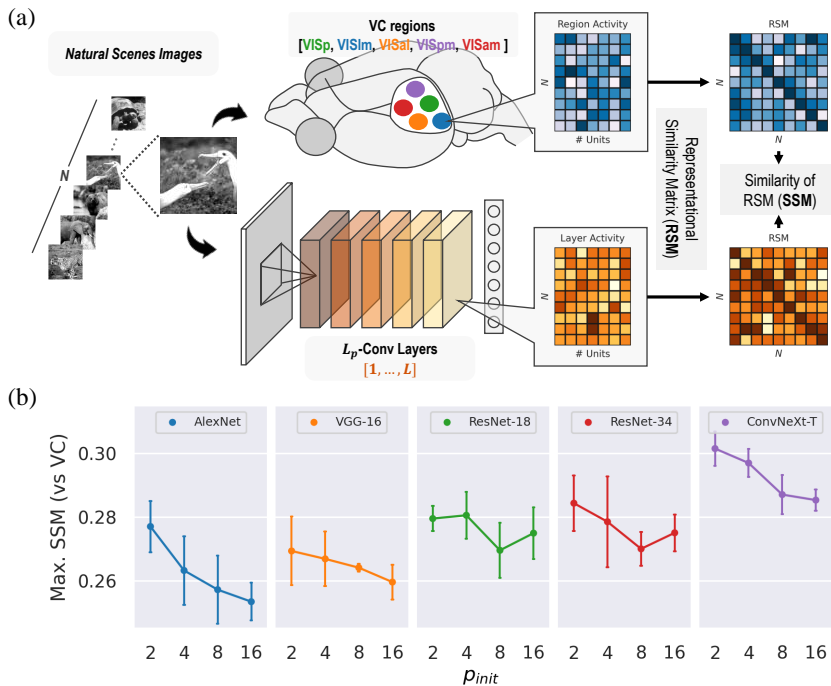 (a)
VC regions
[VISp, VISlm, VISal, VISpm, VISam ]
Natural Scenes Images
N
Region Activity
N
# Units
RSM
N
N
Representational
Similarity Matrix (RSM)
Similarity of
RSM (SSM)
Layer Activity
N
# Units
RSM
N
N
Lp-Conv Layers
[1, ..., L]
(b)
AlexNet
VGG-16
ResNet-18
ResNet-34
ConvNeXt-T
Max. SSM (vs VC)
0.30
0.28
0.26
2 4 8 16
2 4 8 16
2 4 8 16
2 4 8 16
2 4 8 16
pinit